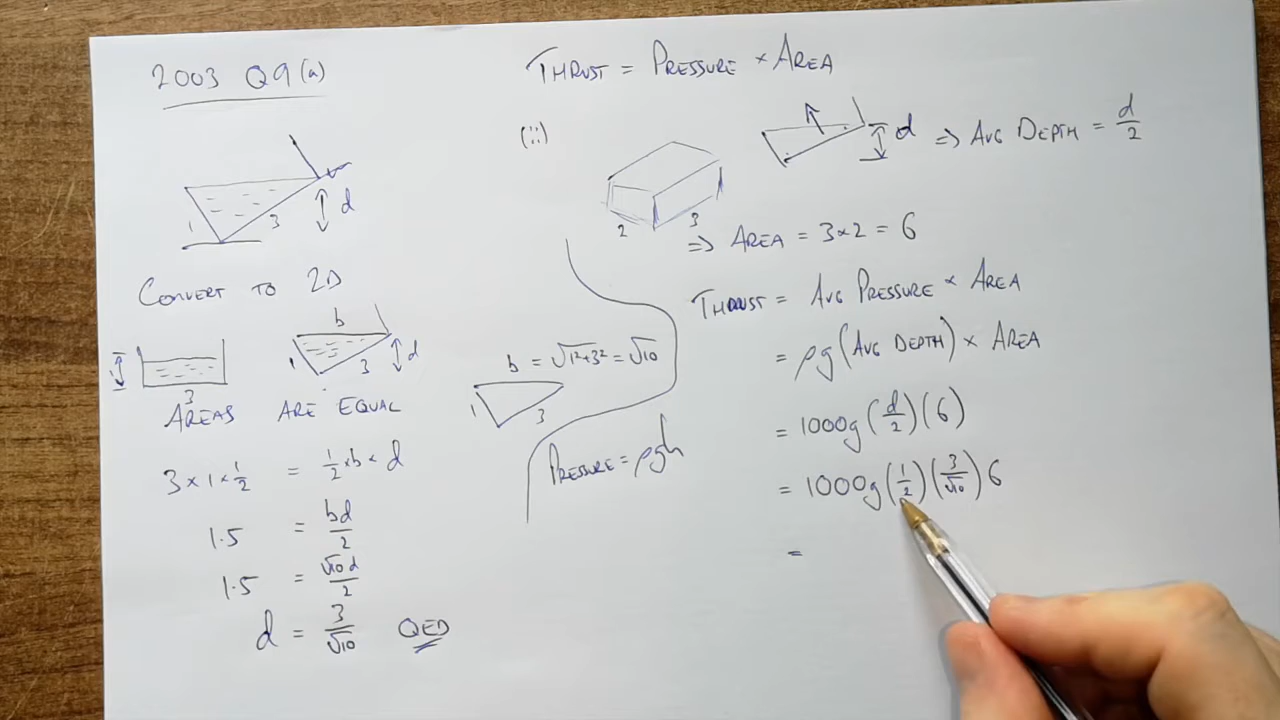 2003 Q9(a)
1
3
d
CONVERT TO 2D
3
b
1
3
d
AREAS ARE EQUAL
3 × 1 × 1/2 = 1/2 × b × d
1.5 = bd/2
1.5 = √10 d/2
d = 3/√10 QED
b = √1²+3² = √10
1
3
PRESSURE = ρgh
THRUST = PRESSURE × AREA
(ii)
2
3
d ⇒ AVG DEPTH = d/2
⇒ AREA = 3×2 = 6
THRUST = AVG PRESSURE × AREA
= ρg(AVG DEPTH) × AREA
= 1000g(d/2)(6)
= 1000g(1/2)(3/√10)6
=